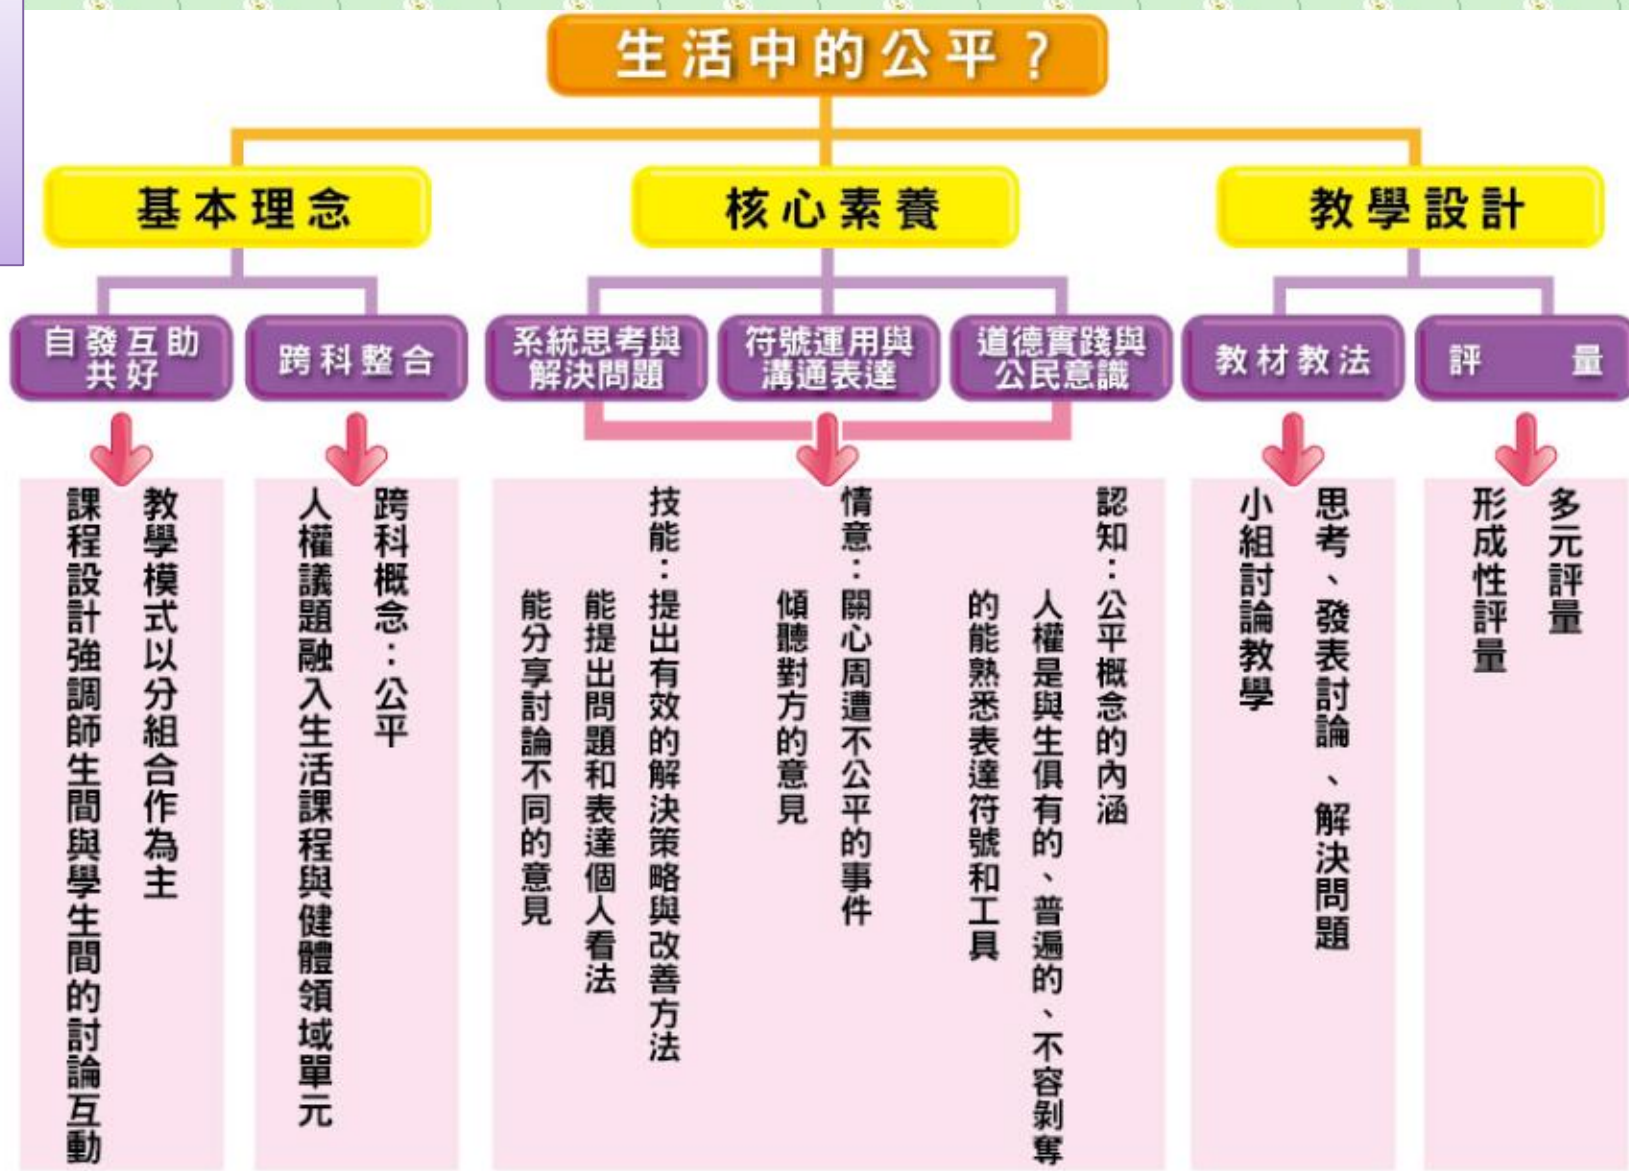 生活中的公平？
基本理念
核心素養
教學設計
自發互助
共好
跨科整合
系統思考與
解決問題
符號運用與
溝通表達
道德實踐與
公民意識
教材教法
評量
教學模式以分組合作為主
課程設計強調師生間與學生間的討論互動
跨科概念：公平
人權議題融入生活課程與健體領域單元
認知：公平概念的內涵
人權是與生俱有的、普遍的、不容剝奪
的能熟悉表達符號和工具
情意：關心周遭不公平的事件
傾聽對方的意見
技能：提出有效的解決策略與改善方法
能提出問題和表達個人看法
能分享討論不同的意見
思考、發表討論、解決問題
小組討論教學
多元評量
形成性評量